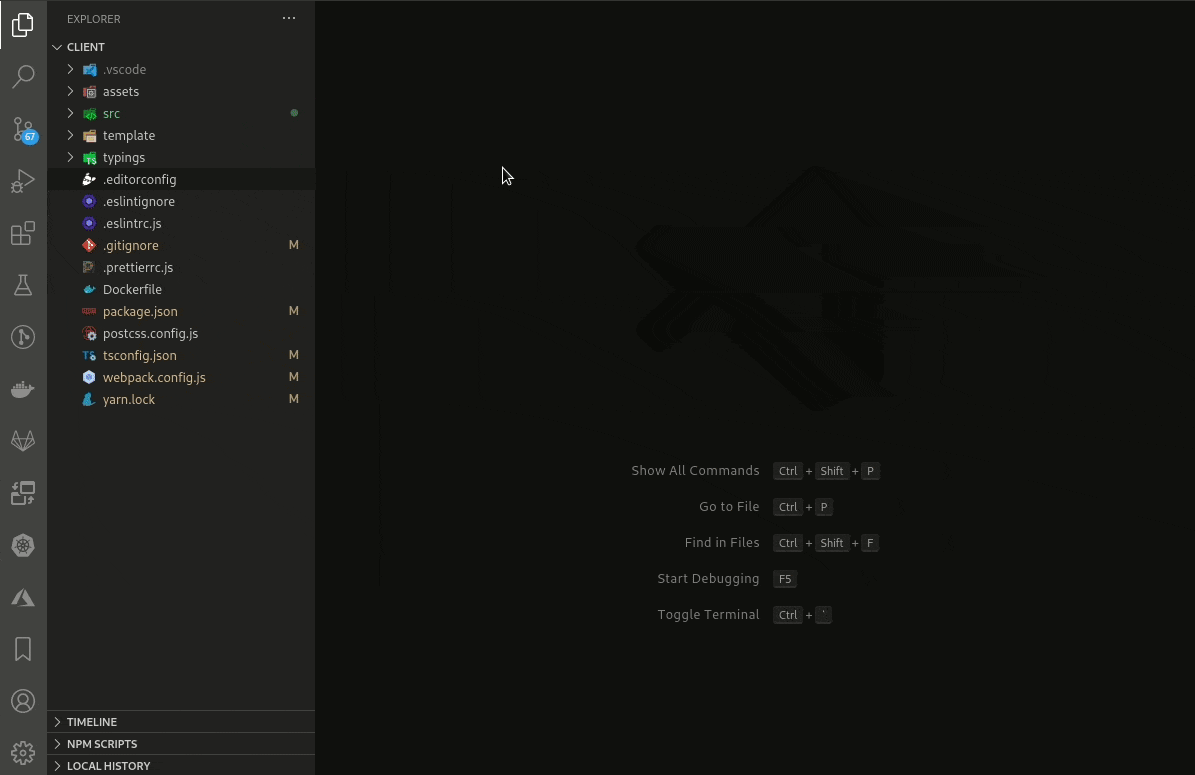 EXPLORER
CLIENT
.vscode
assets
src
template
typings
.editorconfig
.eslintignore
.eslintrc.js
.gitignore M
.prettierrc.js
Dockerfile
package.json M
postcss.config.js
TS tsconfig.json M
webpack.config.js M
yarn.lock M
67
TIMELINE
NPM SCRIPTS
LOCAL HISTORY
Show All Commands Ctrl + Shift + P
Go to File Ctrl + P
Find in Files Ctrl + Shift + F
Start Debugging F5
Toggle Terminal Ctrl + `